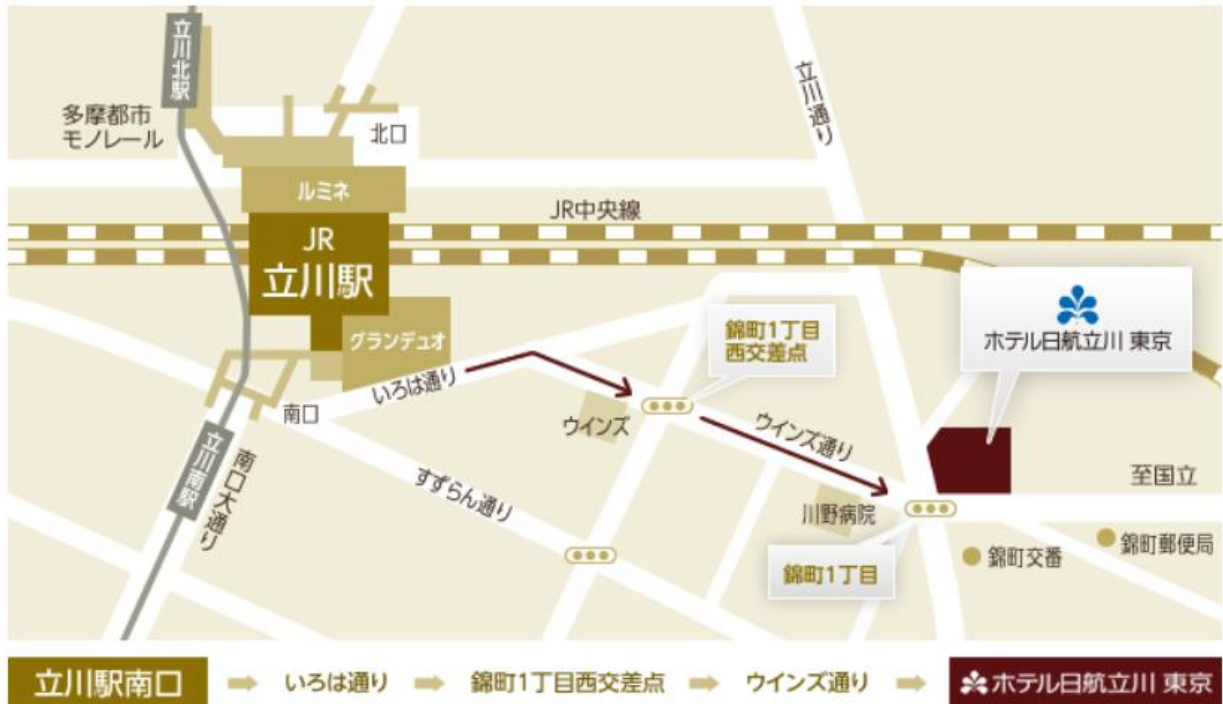 立川北駅
多摩都市
モノレール
北口
立川通り
ルミネ
JR中央線
JR
立川駅
グランデュオ
錦町1丁目
西交差点
ホテル日航立川 東京
いろは通り
南口
ウインズ
ウインズ通り
立川南駅
南口大通り
すずらん通り
至国立
川野病院
錦町1丁目
錦町交番
錦町郵便局
立川駅南口 いろは通り 錦町1丁目西交差点 ウインズ通り ホテル日航立川 東京